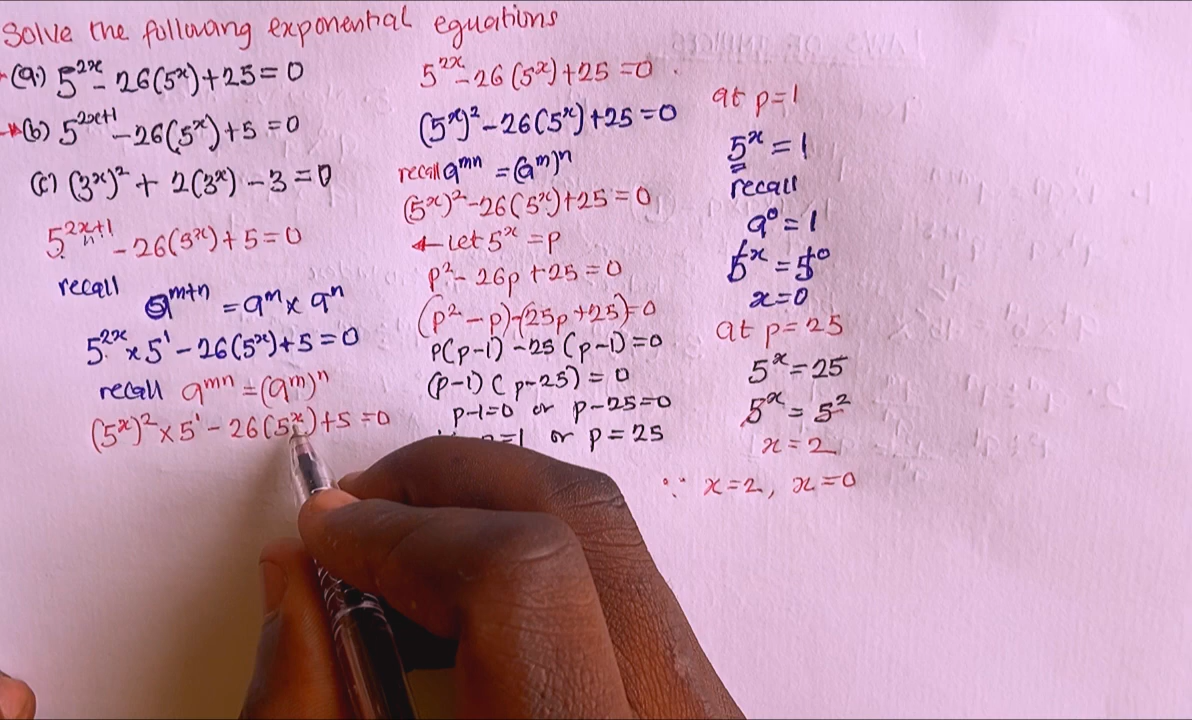 Solve the following exponential equations
(a) 5^{2x} - 26(5^x) + 25 = 0
(b) 5^{2x+1} - 26(5^x) + 5 = 0
(c) (3^x)^2 + 2(3^x) - 3 = 0
5^{2x+1} - 26(5^x) + 5 = 0
recall
a^{m+n} = a^m x a^n
5^{2x} x 5^1 - 26(5^x) + 5 = 0
recall a^{mn} = (a^m)^n
(5^x)^2 x 5^1 - 26(5^x) + 5 = 0
5^{2x} - 26(5^x) + 25 = 0
(5^x)^2 - 26(5^x) + 25 = 0
recall a^{mn} = (a^m)^n
(5^x)^2 - 26(5^x) + 25 = 0
Let 5^x = p
p^2 - 26p + 25 = 0
(p^2 - p) - (25p + 25) = 0
p(p-1) - 25(p-1) = 0
(p-1)(p-25) = 0
p-1=0 or p-25=0
=1 or p = 25
at p=1
5^x = 1
recall
a^0 = 1
5^x = 5^0
x=0
at p=25
5^x = 25
5^x = 5^2
x = 2
∵ x=2, x=0